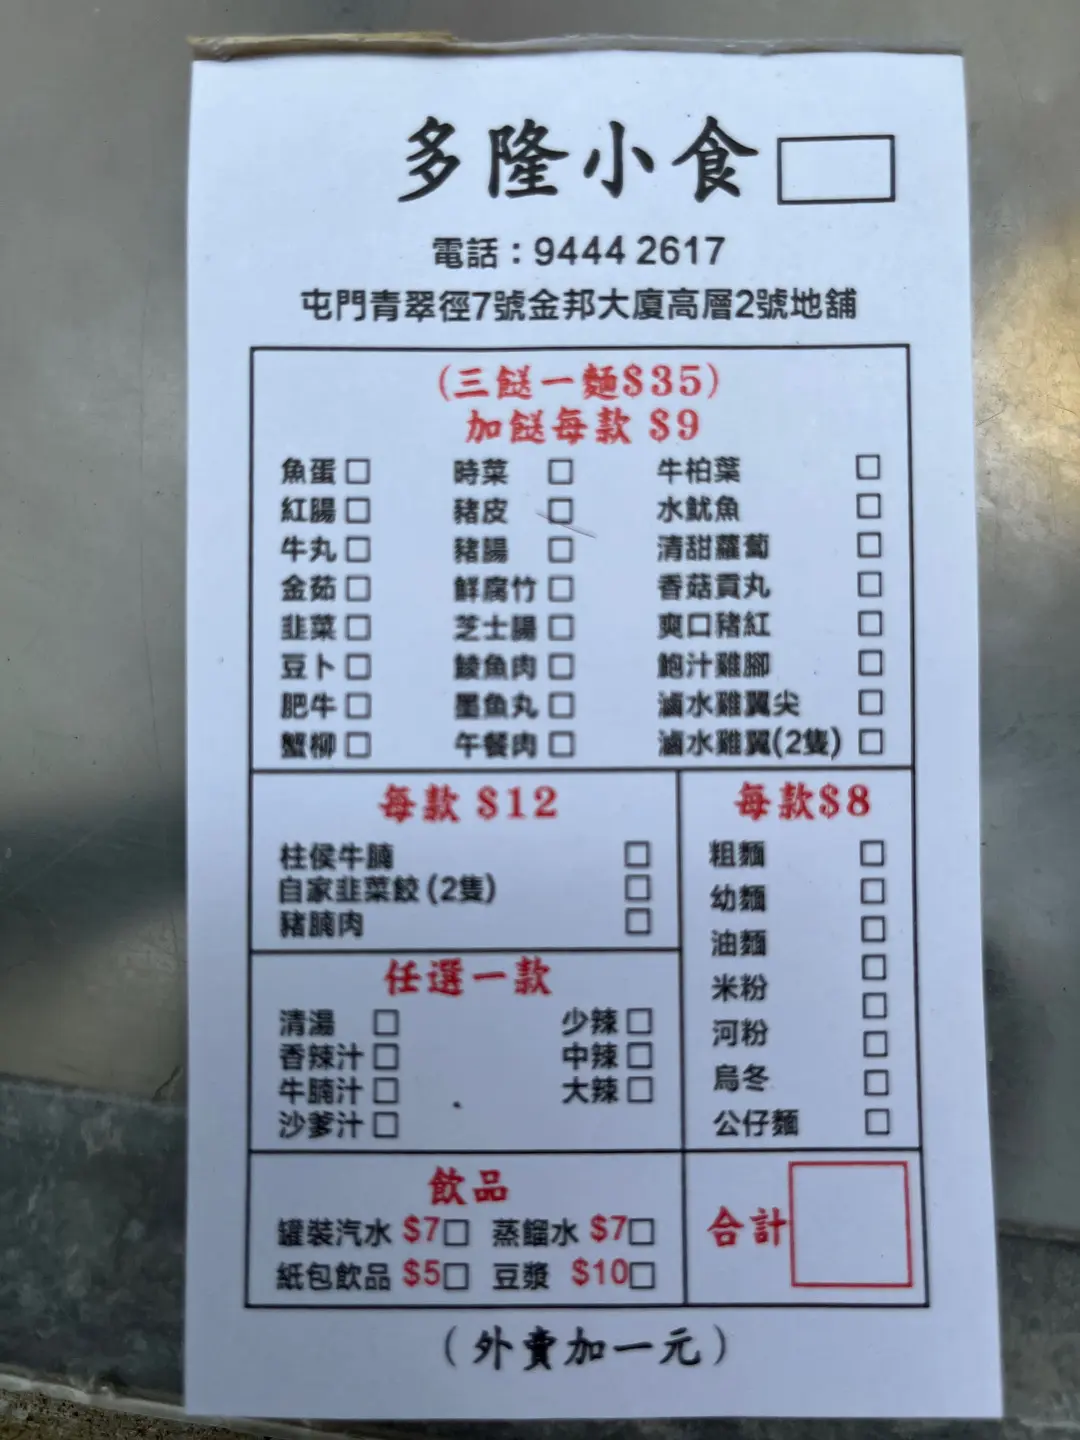 多隆小食
電話：9444 2617
屯門青翠徑7號金邦大廈高層2號地舖
(三餸一麵$35)
加餸每款 $9
魚蛋 □ 時菜 □ 牛柏葉 □
紅腸 □ 豬皮 □ 水魷魚 □
牛丸 □ 豬腸 □ 清甜蘿蔔 □
金茹 □ 鮮腐竹 □ 香菇貢丸 □
韭菜 □ 芝士腸 □ 爽口豬紅 □
豆卜 □ 鯪魚肉 □ 鮑汁雞腳 □
肥牛 □ 墨魚丸 □ 滷水雞翼尖 □
蟹柳 □ 午餐肉 □ 滷水雞翼(2隻) □
每款 $12
柱侯牛腩 □
自家韭菜餃 (2隻) □
豬腩肉 □
每款$8
粗麵 □
幼麵 □
油麵 □
米粉 □
河粉 □
烏冬 □
公仔麵 □
任選一款
清湯 □ 少辣 □
香辣汁 □ 中辣 □
牛腩汁 □ 大辣 □
沙爹汁 □
飲品
罐裝汽水 $7□ 蒸餾水 $7□
紙包飲品 $5□ 豆漿 $10□
合計
(外賣加一元)